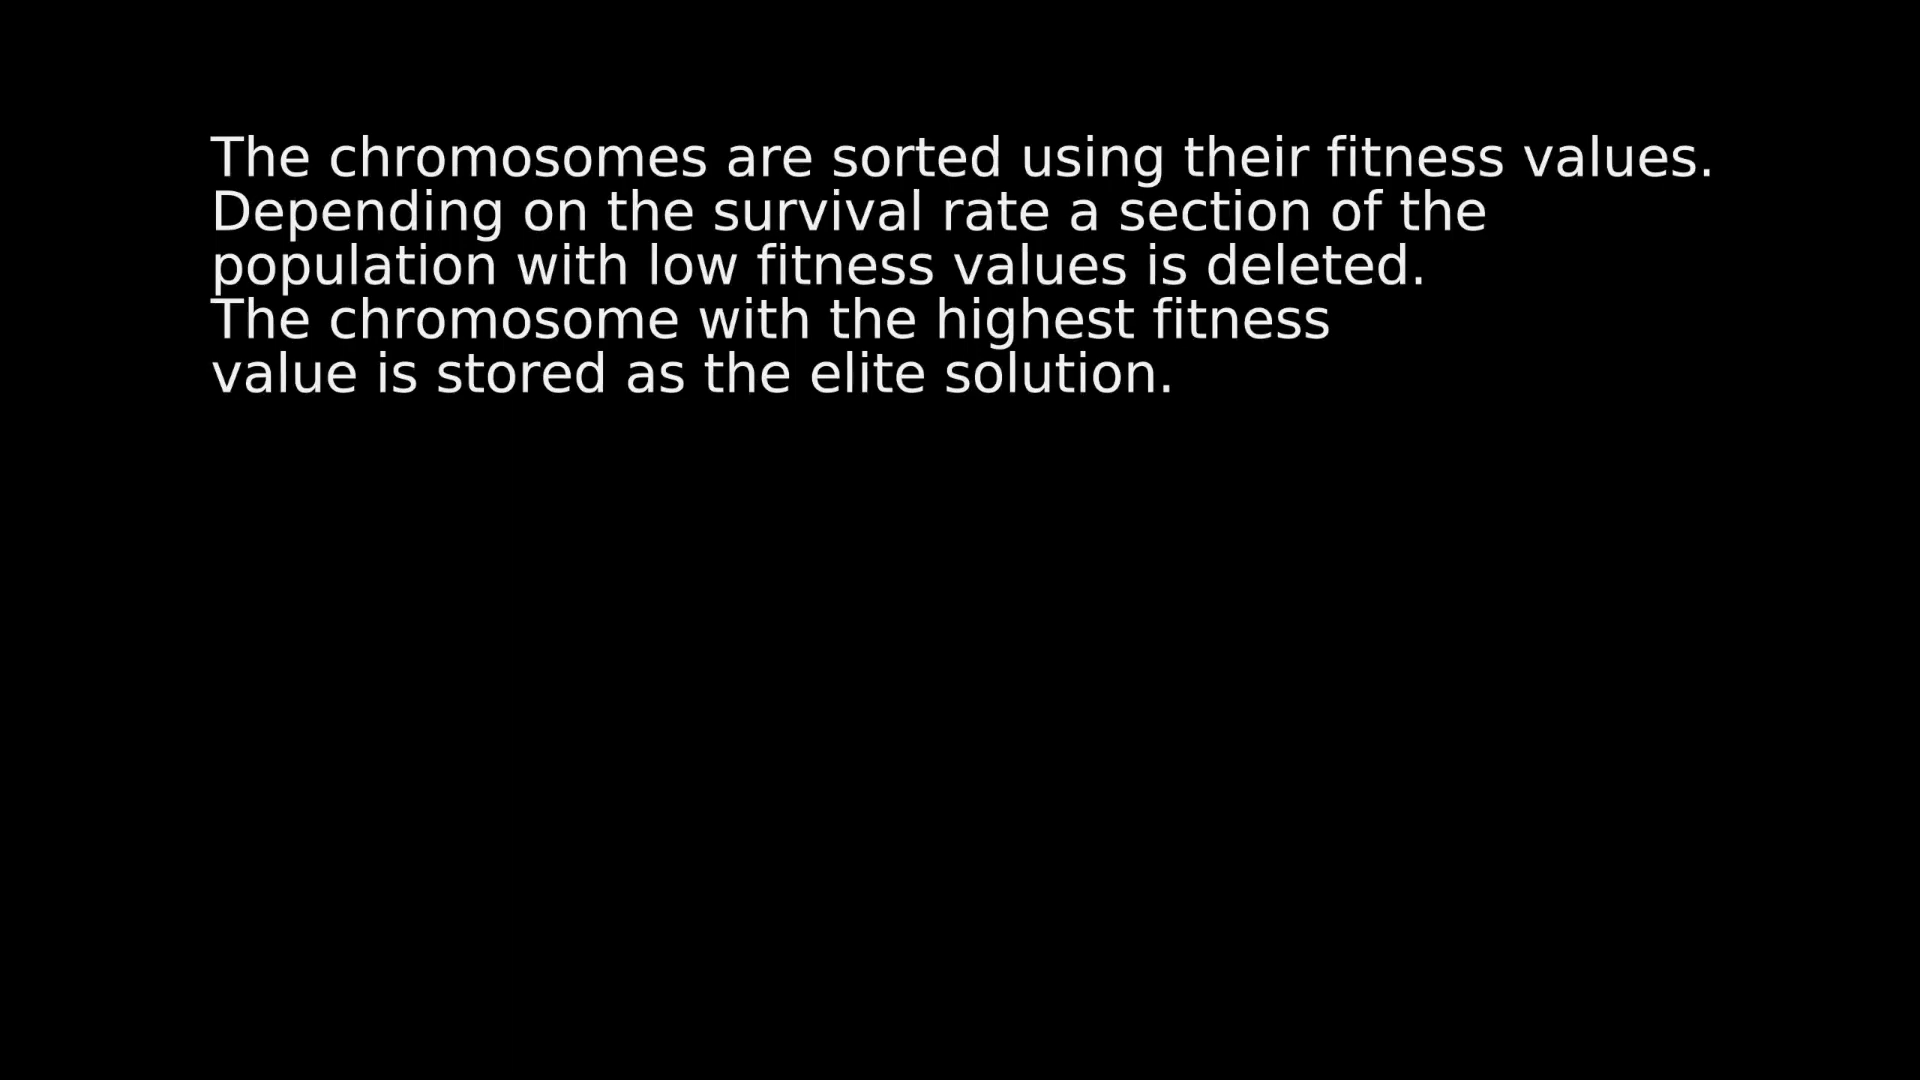 The chromosomes are sorted using their fitness values.
Depending on the survival rate a section of the
population with low fitness values is deleted.
The chromosome with the highest fitness
value is stored as the elite solution.